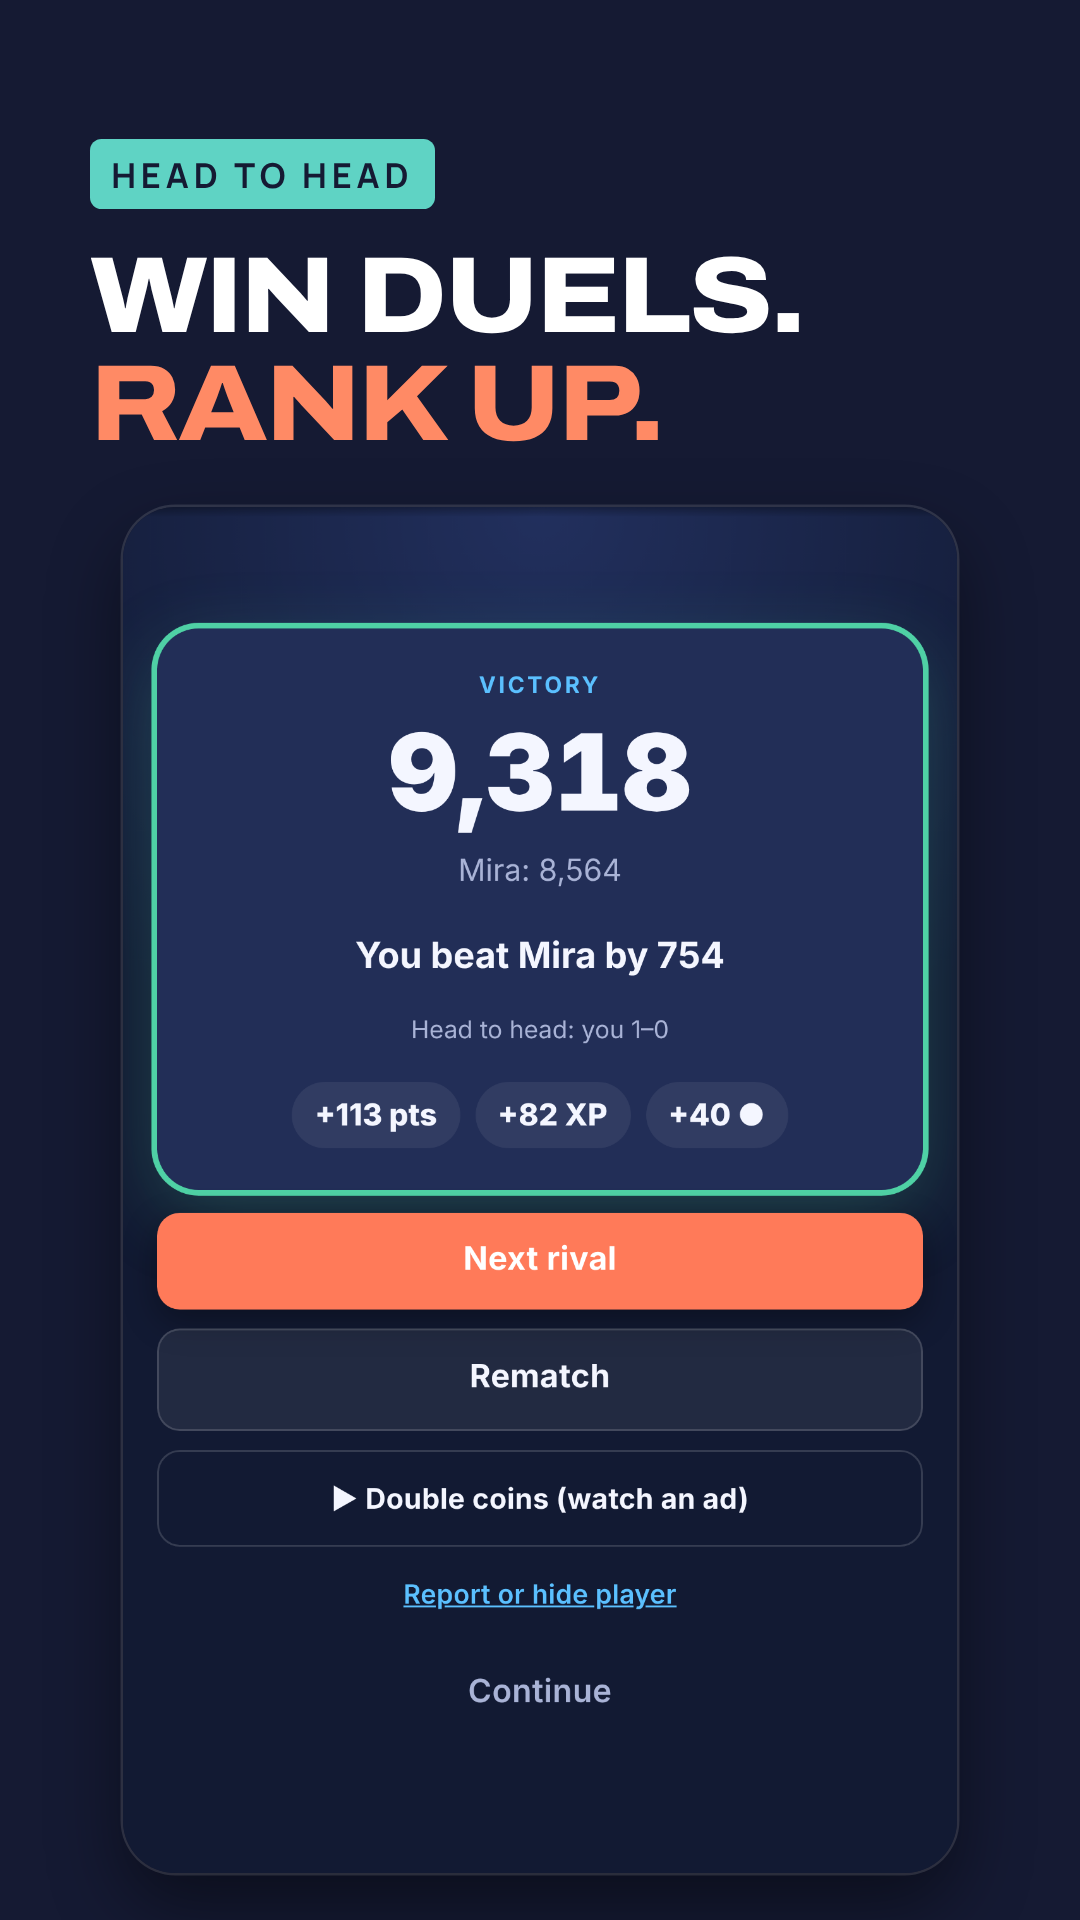 HEAD TO HEAD
WIN DUELS.
RANK UP.
VICTORY
9,318
Mira: 8,564
You beat Mira by 754
Head to head: you 1–0
+113 pts +82 XP +40 ●
Next rival
Rematch
▶ Double coins (watch an ad)
Report or hide player
Continue